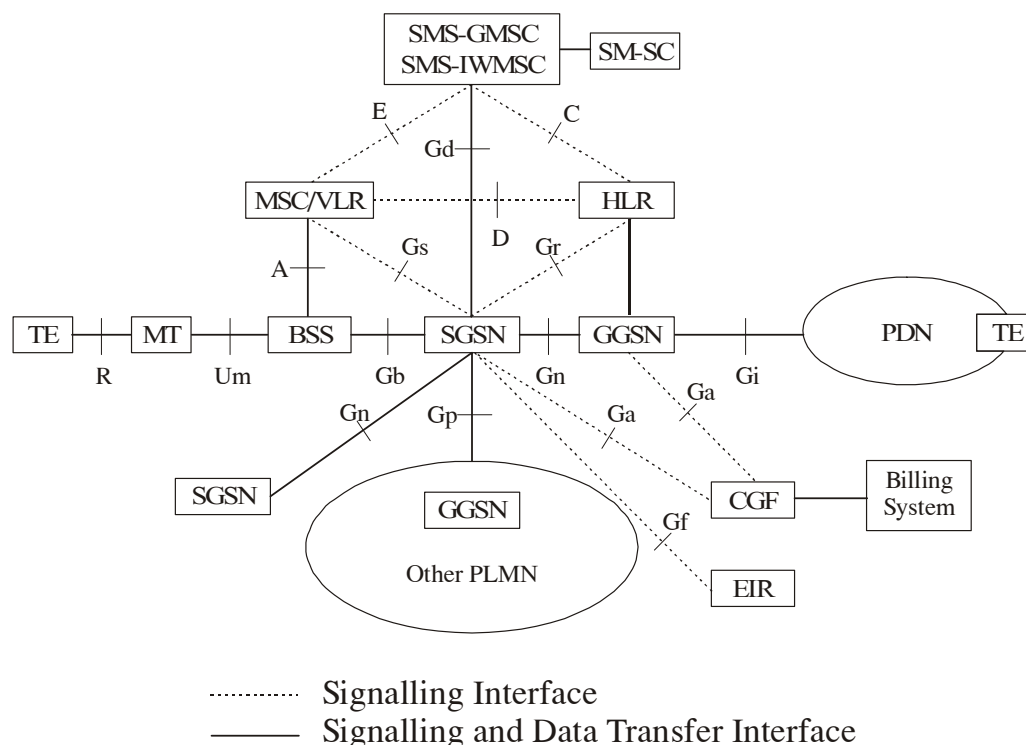 SMS-GMSC
SMS-IWMSC
SM-SC
E
C
Gd
MSC/VLR
HLR
D
Gs
Gr
A
TE
MT
BSS
SGSN
GGSN
PDN
TE
R
Um
Gb
Gn
Gi
Gn
Gp
Ga
Ga
SGSN
GGSN
CGF
Billing
System
Gf
Other PLMN
EIR
Signalling Interface
Signalling and Data Transfer Interface